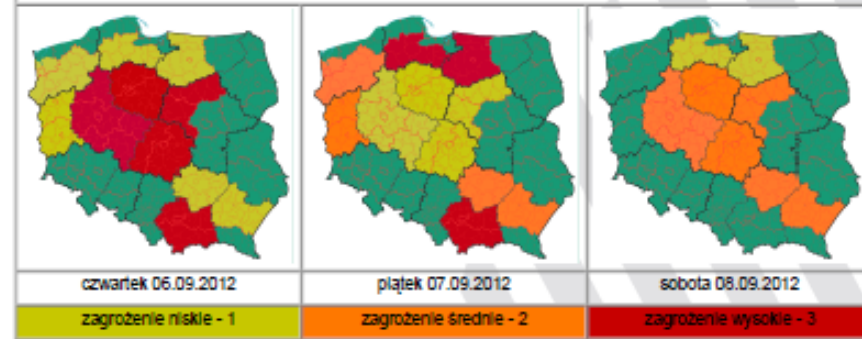 czwartek 06.09.2012
piątek 07.09.2012
sobota 08.09.2012
zagrożenie niskie - 1
zagrożenie średnie - 2
zagrożenie wysokie - 3